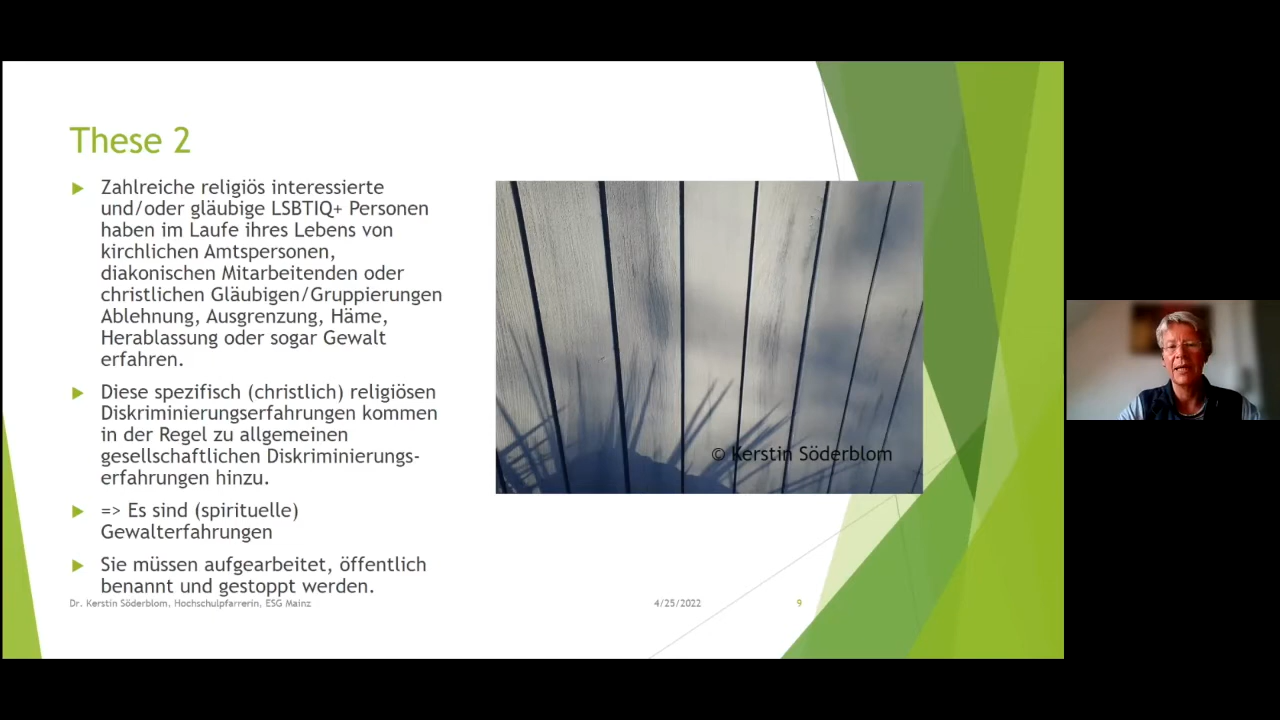 These 2
Zahlreiche religiös interessierte
und/oder gläubige LSBTIQ+ Personen
haben im Laufe ihres Lebens von
kirchlichen Amtspersonen,
diakonischen Mitarbeitenden oder
christlichen Gläubigen/Gruppierungen
Ablehnung, Ausgrenzung, Häme,
Herablassung oder sogar Gewalt
erfahren.
Diese spezifisch (christlich) religiösen
Diskriminierungserfahrungen kommen
in der Regel zu allgemeinen
gesellschaftlichen Diskriminierungs-
erfahrungen hinzu.
=> Es sind (spirituelle)
Gewalterfahrungen
Sie müssen aufgearbeitet, öffentlich
benannt und gestoppt werden.
© Kerstin Söderblom
Dr. Kerstin Söderblom, Hochschulpfarrerin, ESG Mainz
4/25/2022
9